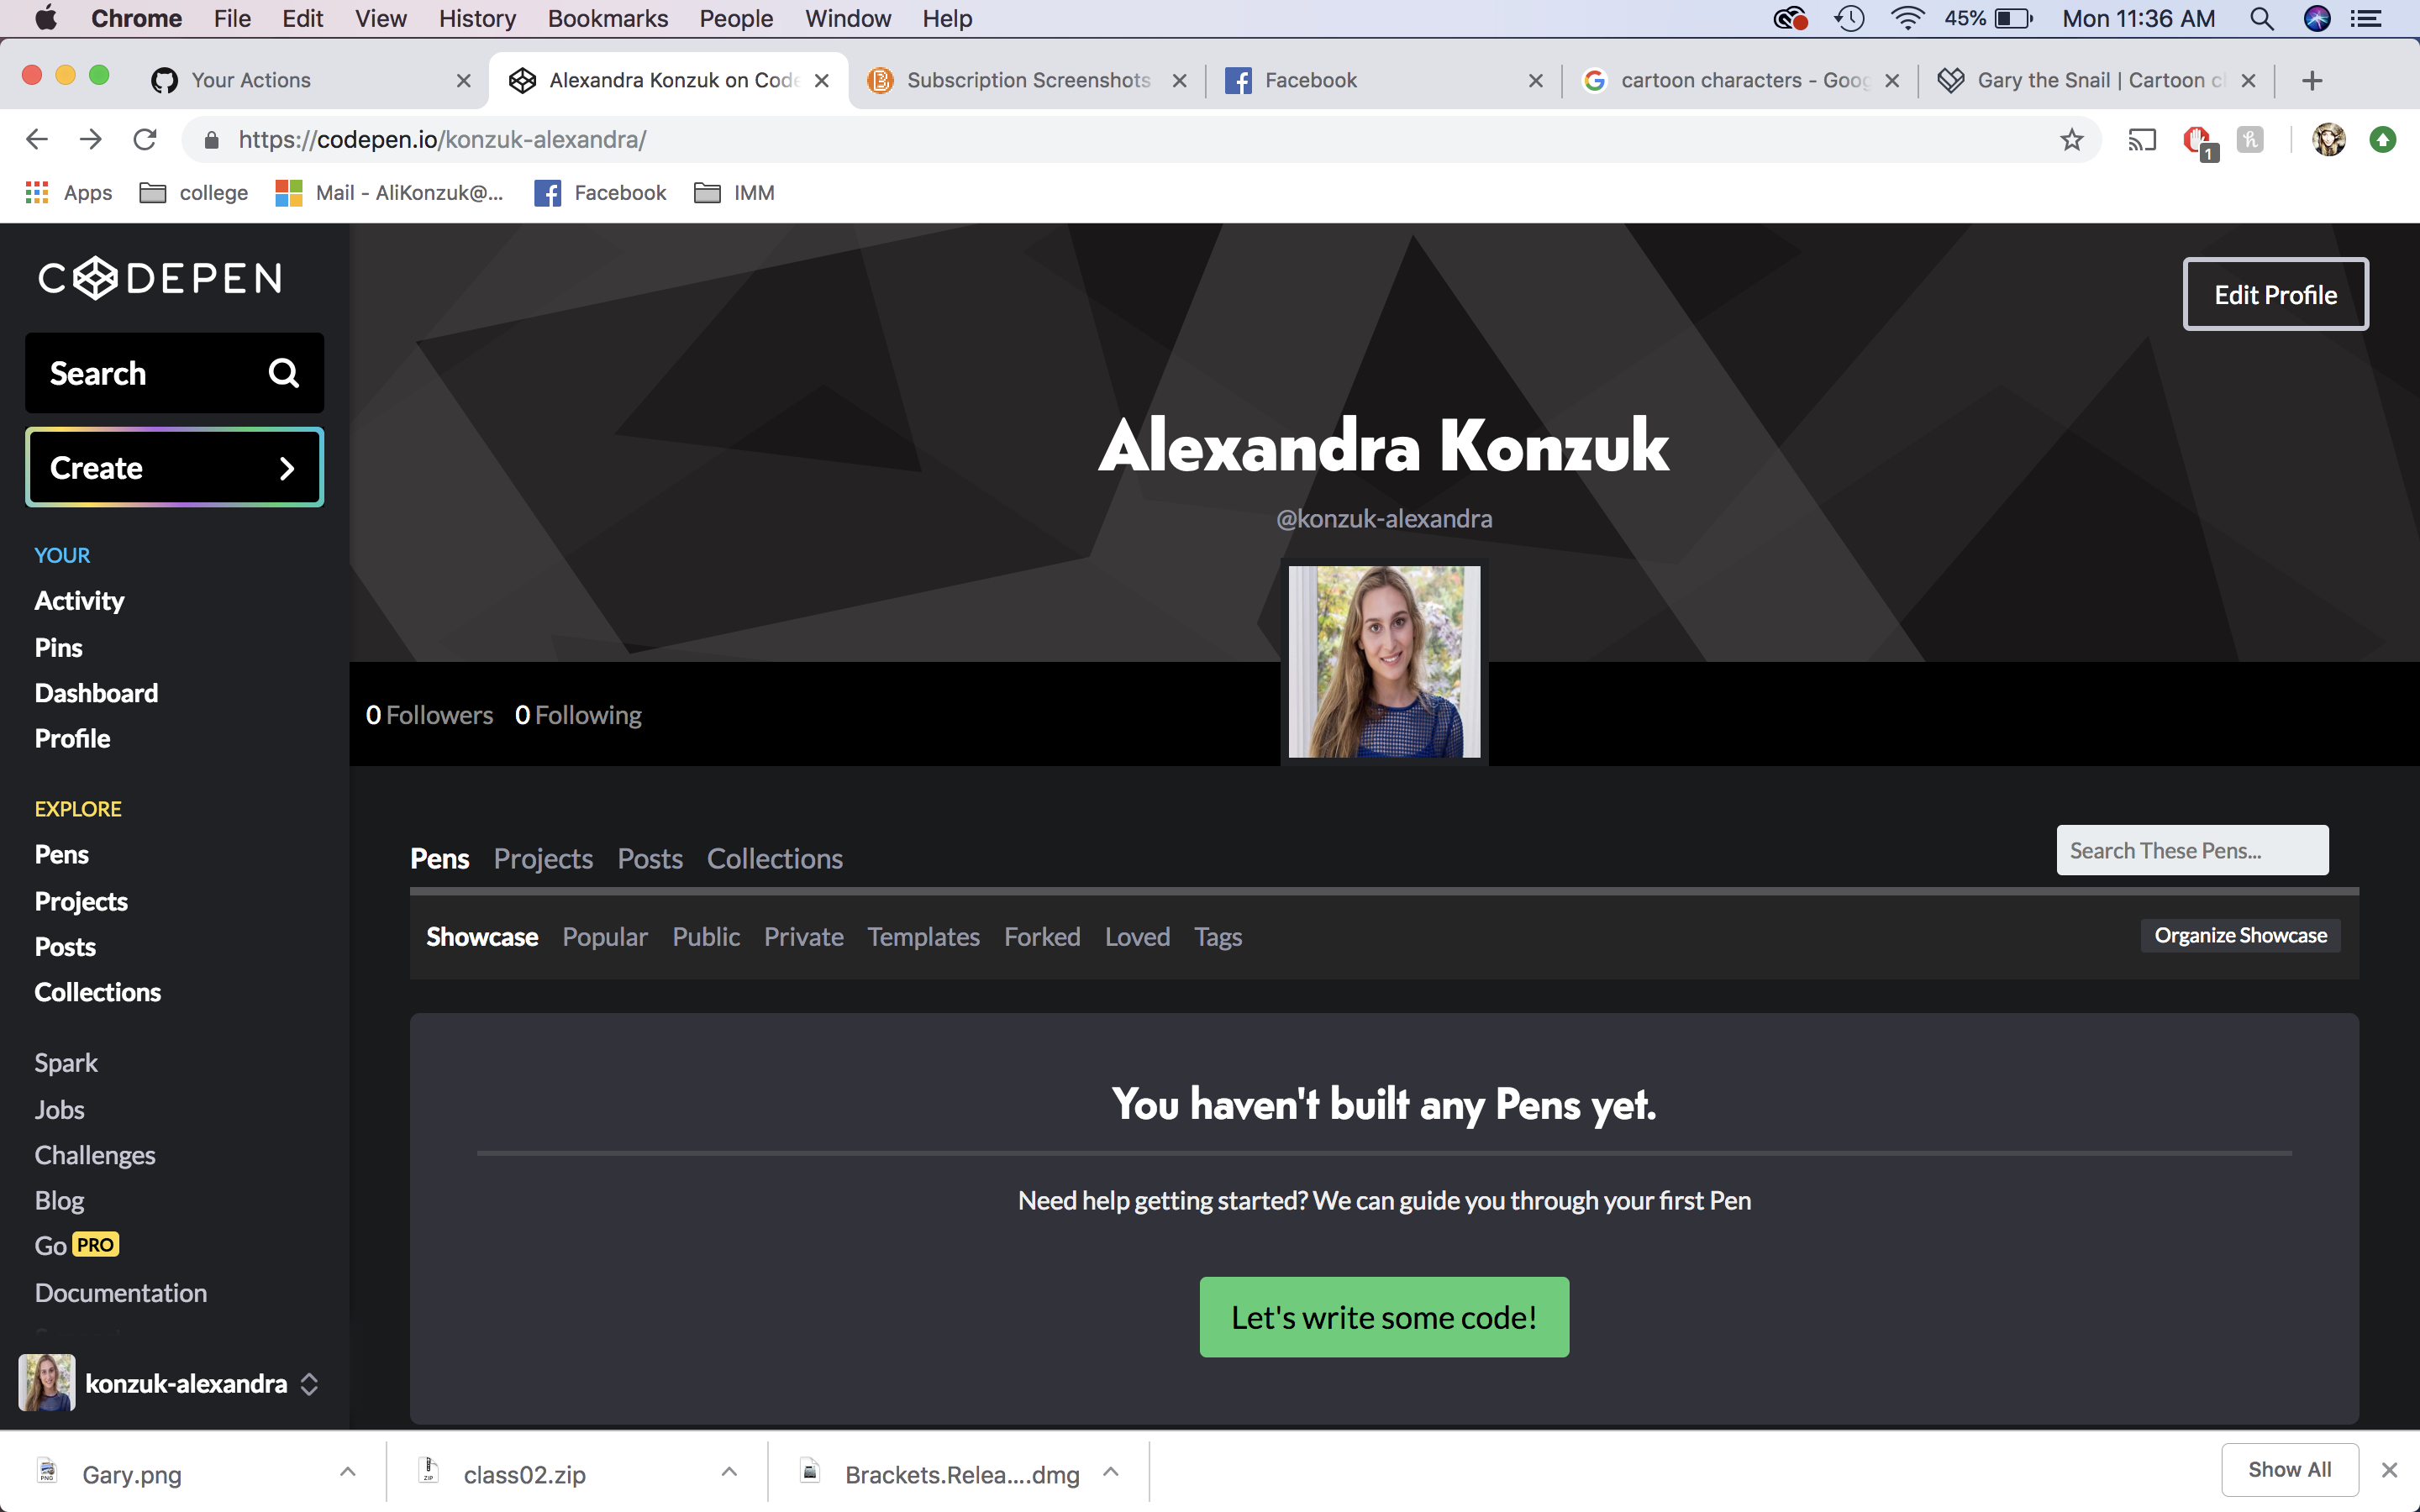 Chrome File Edit View History Bookmarks People Window Help 45% Mon 11:36 AM
Your Actions Alexandra Konzuk on Code Subscription Screenshots Facebook cartoon characters - Goog Gary the Snail | Cartoon c
https://codepen.io/konzuk-alexandra/
1
Apps college Mail - AliKonzuk@... Facebook IMM
CODEPEN
Search
Create
YOUR
Activity
Pins
Dashboard
Profile
EXPLORE
Pens
Projects
Posts
Collections
Spark
Jobs
Challenges
Blog
Go PRO
Documentation
konzuk-alexandra
Edit Profile
Alexandra Konzuk
@konzuk-alexandra
0 Followers 0 Following
Pens Projects Posts Collections
Search These Pens...
Showcase Popular Public Private Templates Forked Loved Tags
Organize Showcase
You haven't built any Pens yet.
Need help getting started? We can guide you through your first Pen
Let's write some code!
Gary.png class02.zip Brackets.Relea....dmg Show All